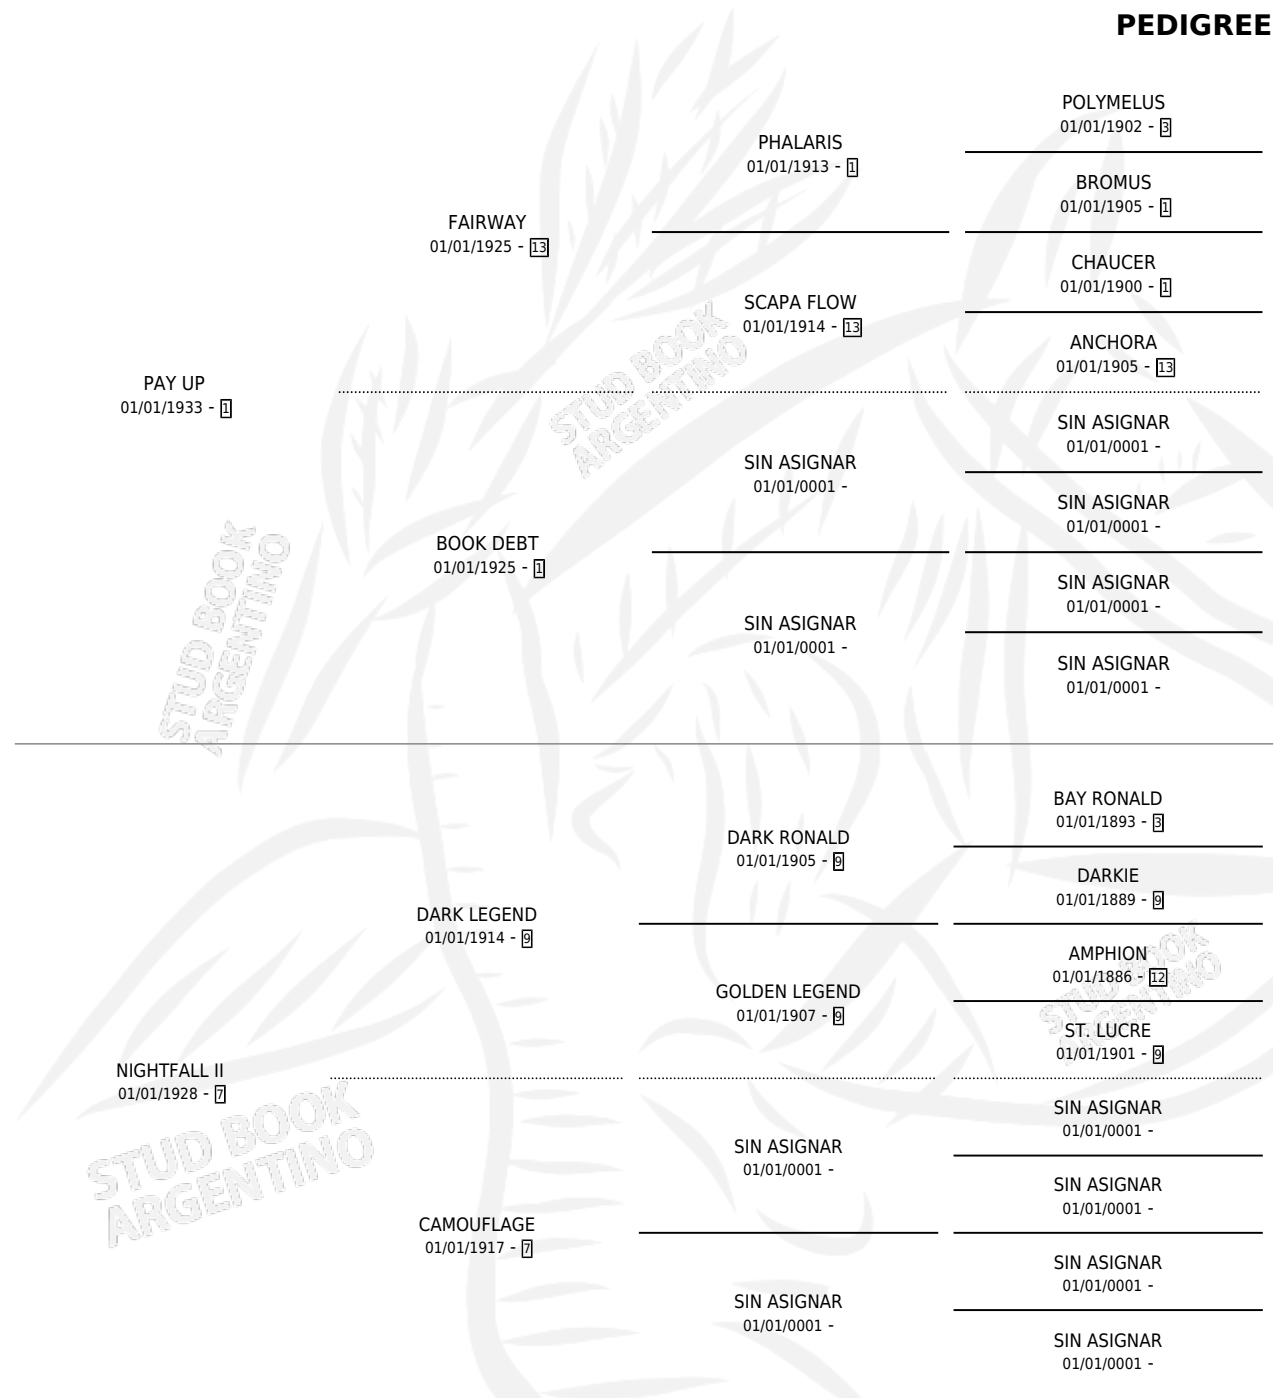 PEDIGREE
POLYMELUS
01/01/1902 - 3
PHALARIS
01/01/1913 - 1
BROMUS
01/01/1905 - 1
FAIRWAY
01/01/1925 - 13
CHAUCER
01/01/1900 - 1
SCAPA FLOW
01/01/1914 - 13
ANCHORA
01/01/1905 - 13
PAY UP
01/01/1933 - 1
SIN ASIGNAR
01/01/0001 -
SIN ASIGNAR
01/01/0001 -
SIN ASIGNAR
01/01/0001 -
BOOK DEBT
01/01/1925 - 1
SIN ASIGNAR
01/01/0001 -
SIN ASIGNAR
01/01/0001 -
SIN ASIGNAR
01/01/0001 -
BAY RONALD
01/01/1893 - 3
DARK RONALD
01/01/1905 - 9
DARKIE
01/01/1889 - 9
DARK LEGEND
01/01/1914 - 9
AMPHION
01/01/1886 - 12
GOLDEN LEGEND
01/01/1907 - 9
ST. LUCRE
01/01/1901 - 9
NIGHTFALL II
01/01/1928 - 7
SIN ASIGNAR
01/01/0001 -
SIN ASIGNAR
01/01/0001 -
SIN ASIGNAR
01/01/0001 -
CAMOUFLAGE
01/01/1917 - 7
SIN ASIGNAR
01/01/0001 -
SIN ASIGNAR
01/01/0001 -
SIN ASIGNAR
01/01/0001 -
STUD BOOK
ARGENTINO
STUD BOOK
ARGENTINO
STUD BOOK
ARGENTINO
STUD BOOK
ARGENTINO